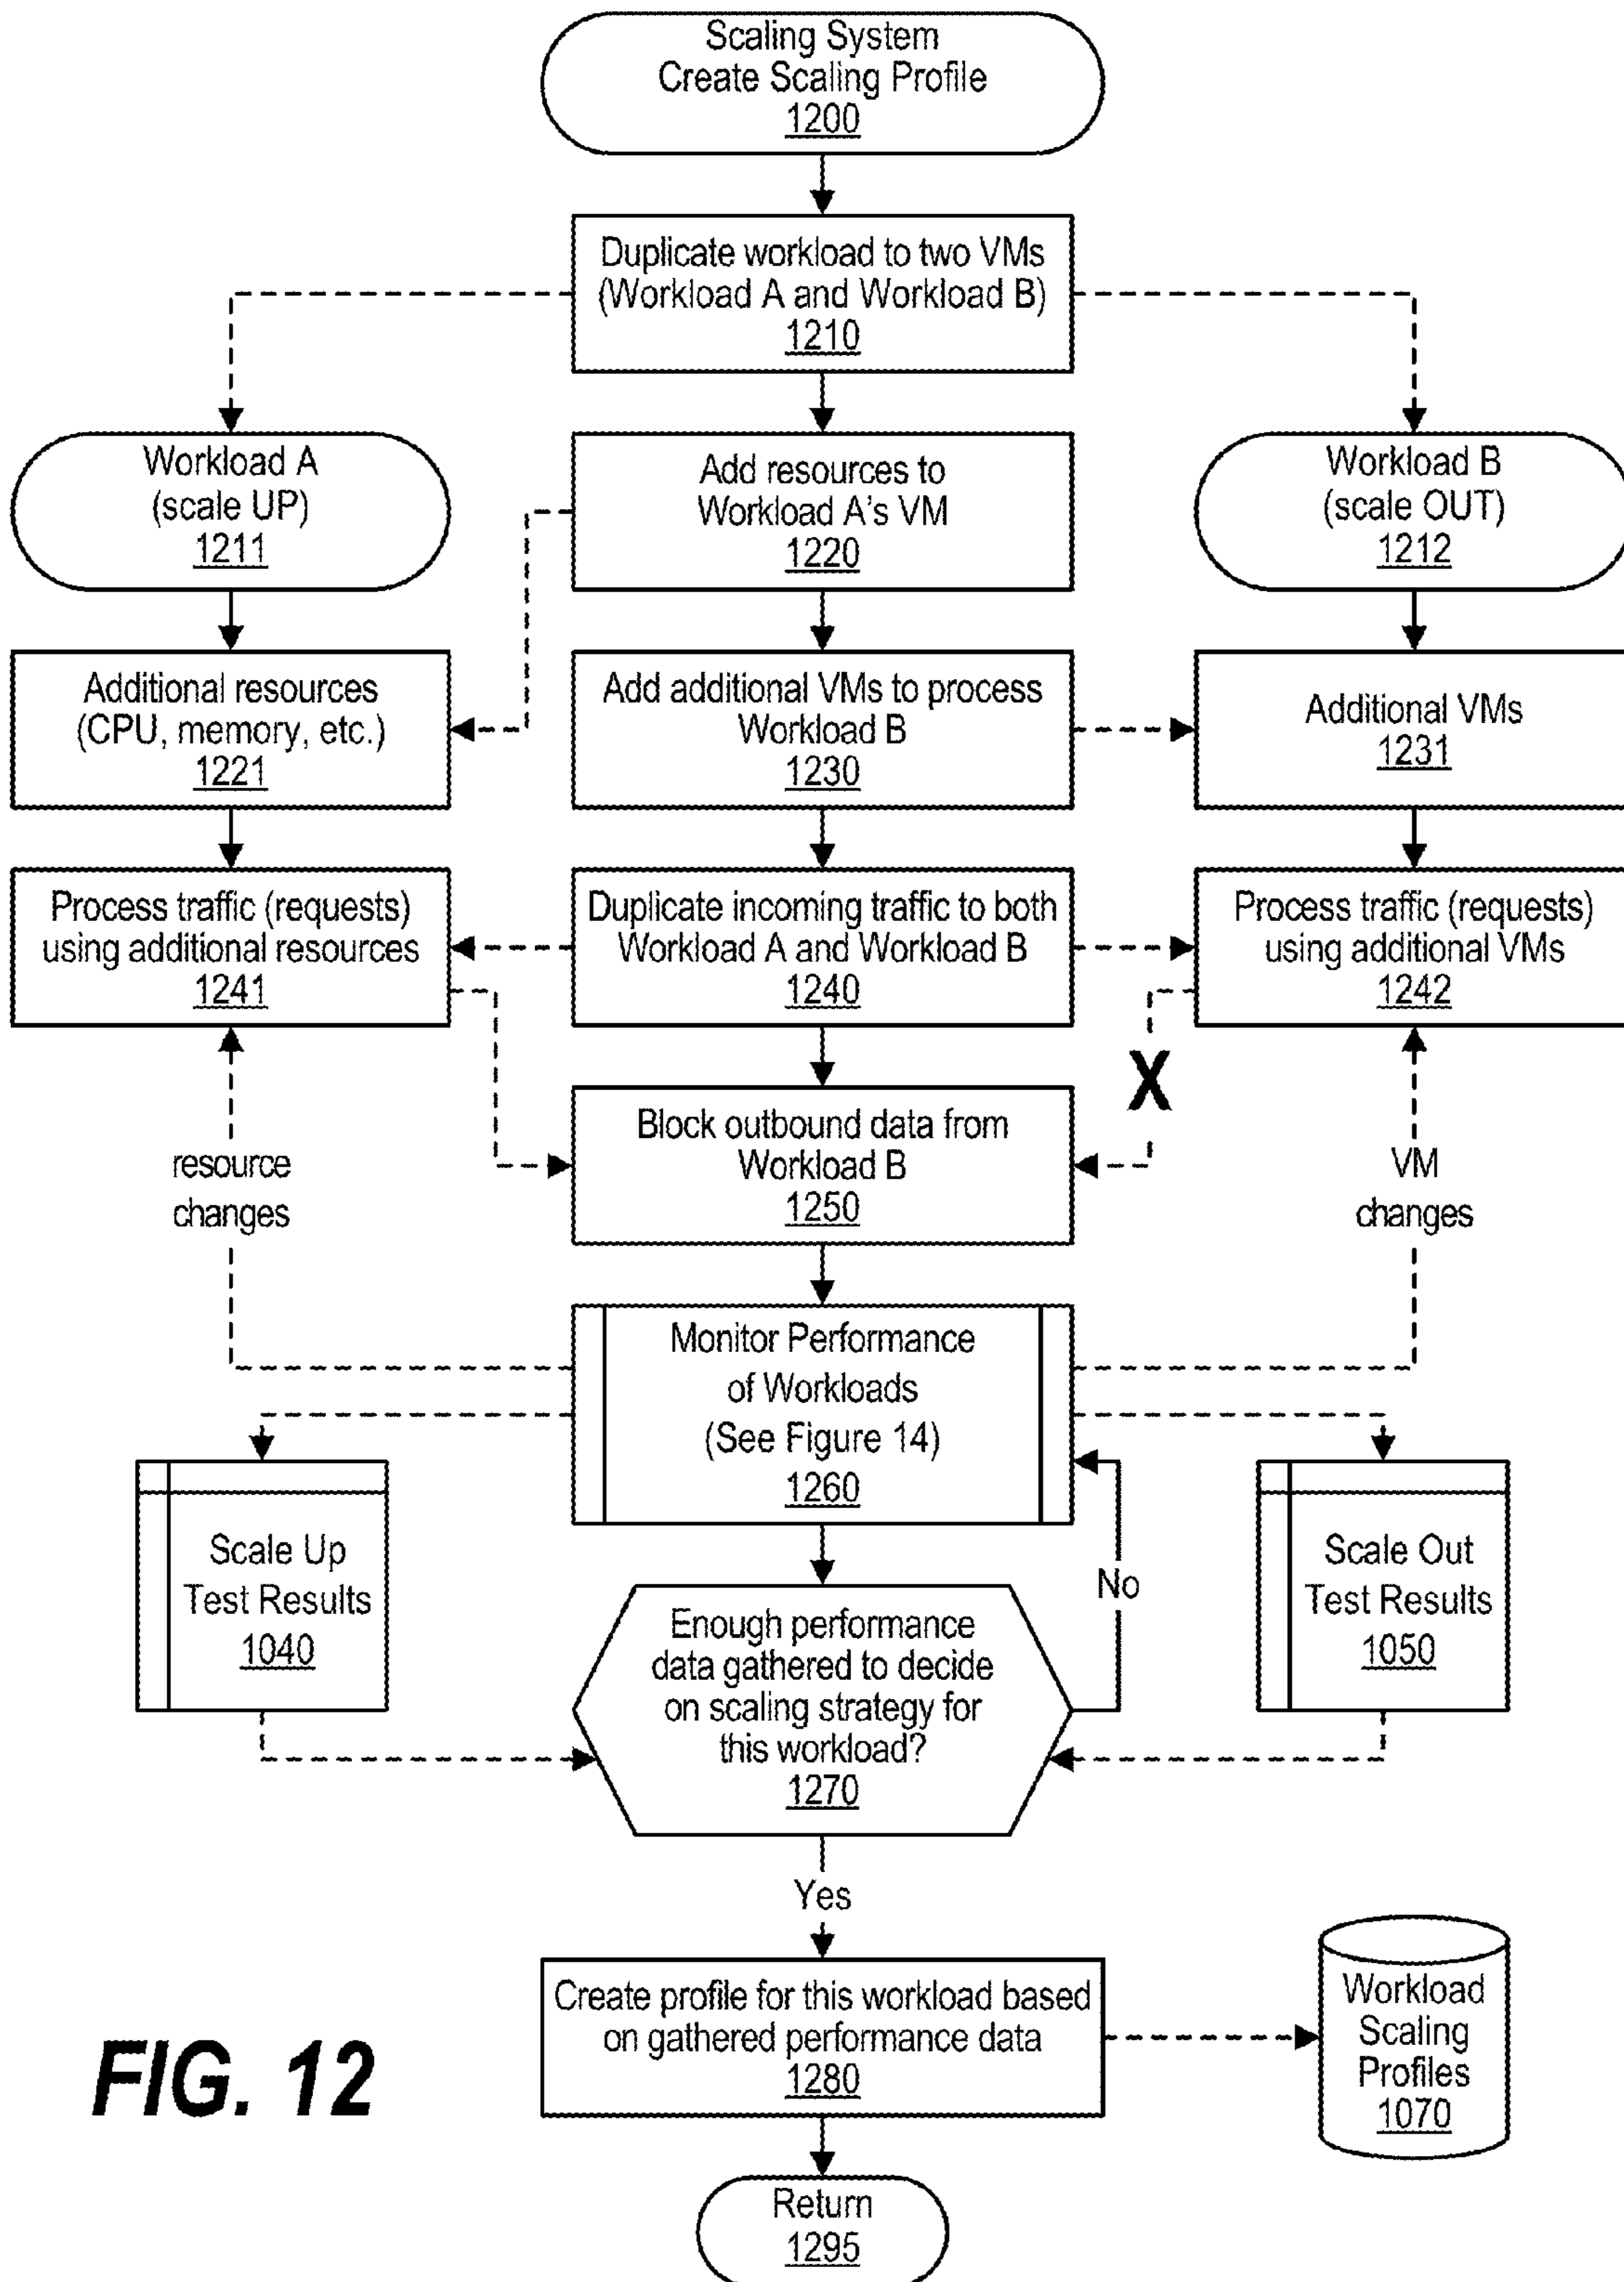 Scaling System
Create Scaling Profile
1200
Duplicate workload to two VMs
(Workload A and Workload B)
1210
Workload A
(scale UP)
1211
Add resources to
Workload A's VM
1220
Workload B
(scale OUT)
1212
Additional resources
(CPU, memory, etc.)
1221
Add additional VMs to process
Workload B
1230
Additional VMs
1231
Process traffic (requests)
using additional resources
1241
Duplicate incoming traffic to both
Workload A and Workload B
1240
Process traffic (requests)
using additional VMs
1242
X
Block outbound data from
Workload B
1250
resource
changes
VM
changes
Monitor Performance
of Workloads
(See Figure 14)
1260
Scale Up
Test Results
1040
No
Scale Out
Test Results
1050
Enough performance
data gathered to decide
on scaling strategy for
this workload?
1270
Yes
Create profile for this workload based
on gathered performance data
1280
Workload
Scaling
Profiles
1070
FIG. 12
Return
1295